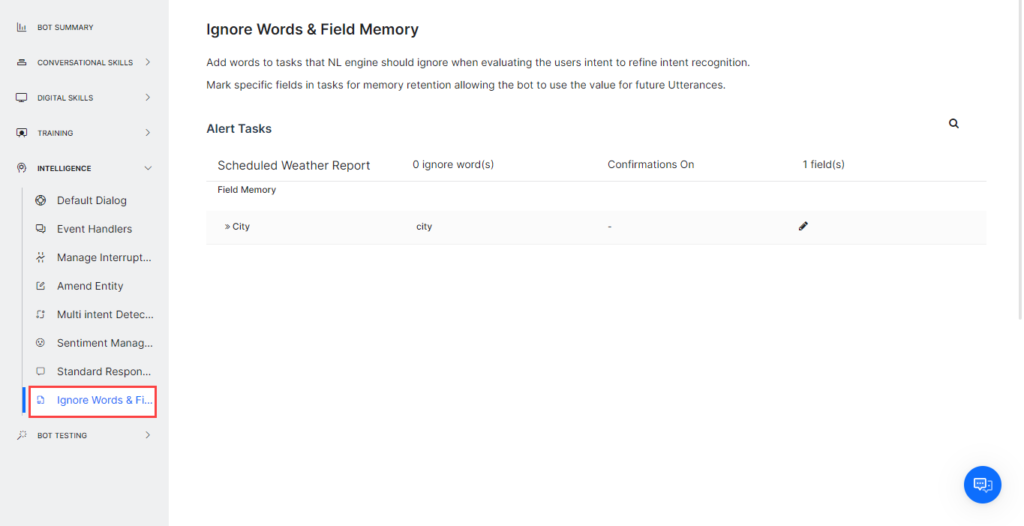 BOT SUMMARY
CONVERSATIONAL SKILLS
DIGITAL SKILLS
TRAINING
INTELLIGENCE
Default Dialog
Event Handlers
Manage Interrupt...
Amend Entity
Multi intent Detec...
Sentiment Manag...
Standard Respon...
Ignore Words & Fi...
BOT TESTING
Ignore Words & Field Memory
Add words to tasks that NL engine should ignore when evaluating the users intent to refine intent recognition.
Mark specific fields in tasks for memory retention allowing the bot to use the value for future Utterances.
Alert Tasks
Scheduled Weather Report 0 ignore word(s) Confirmations On 1 field(s)
Field Memory
» City city -